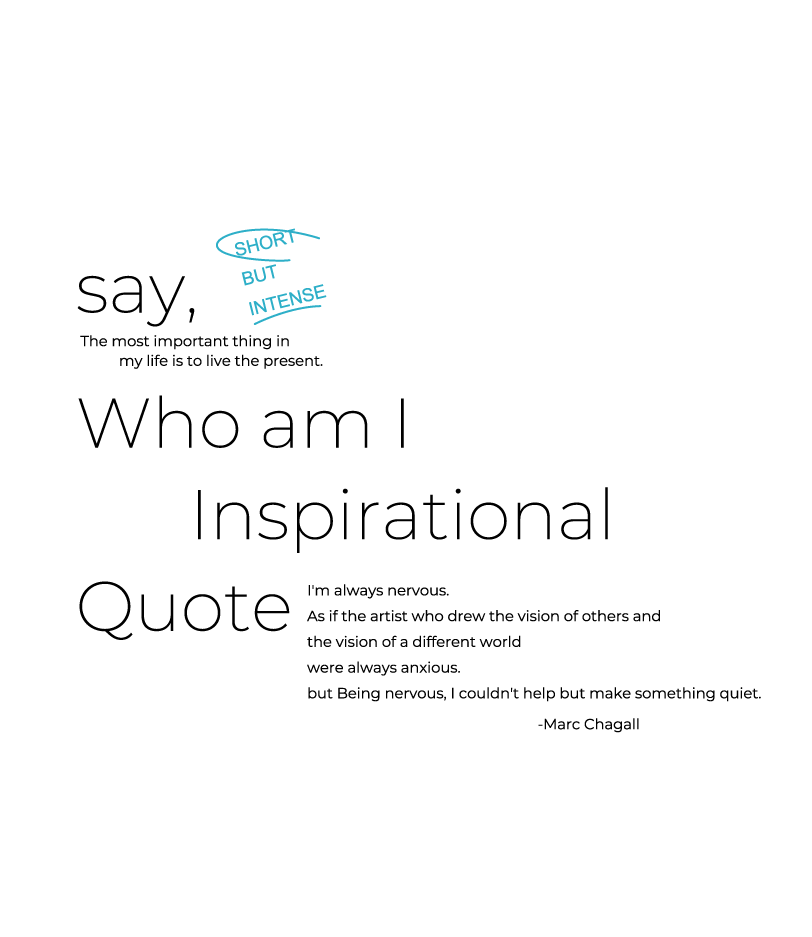 SHORT
BUT
INTENSE
say,
The most important thing in
my life is to live the present.
Who am I
Inspirational
Quote
I'm always nervous.
As if the artist who drew the vision of others and
the vision of a different world
were always anxious.
but Being nervous, I couldn't help but make something quiet.
-Marc Chagall